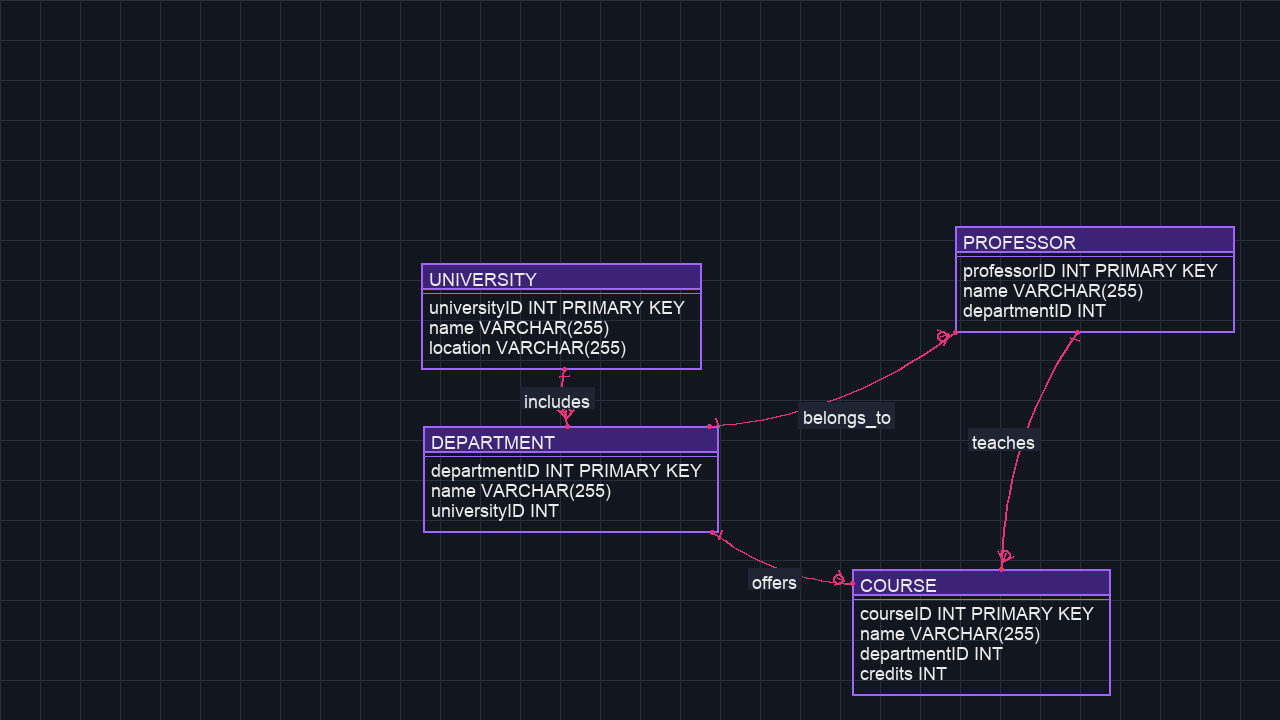 UNIVERSITY
universityID INT PRIMARY KEY
name VARCHAR(255)
location VARCHAR(255)
includes
DEPARTMENT
departmentID INT PRIMARY KEY
name VARCHAR(255)
universityID INT
belongs_to
PROFESSOR
professorID INT PRIMARY KEY
name VARCHAR(255)
departmentID INT
teaches
offers
COURSE
courseID INT PRIMARY KEY
name VARCHAR(255)
departmentID INT
credits INT